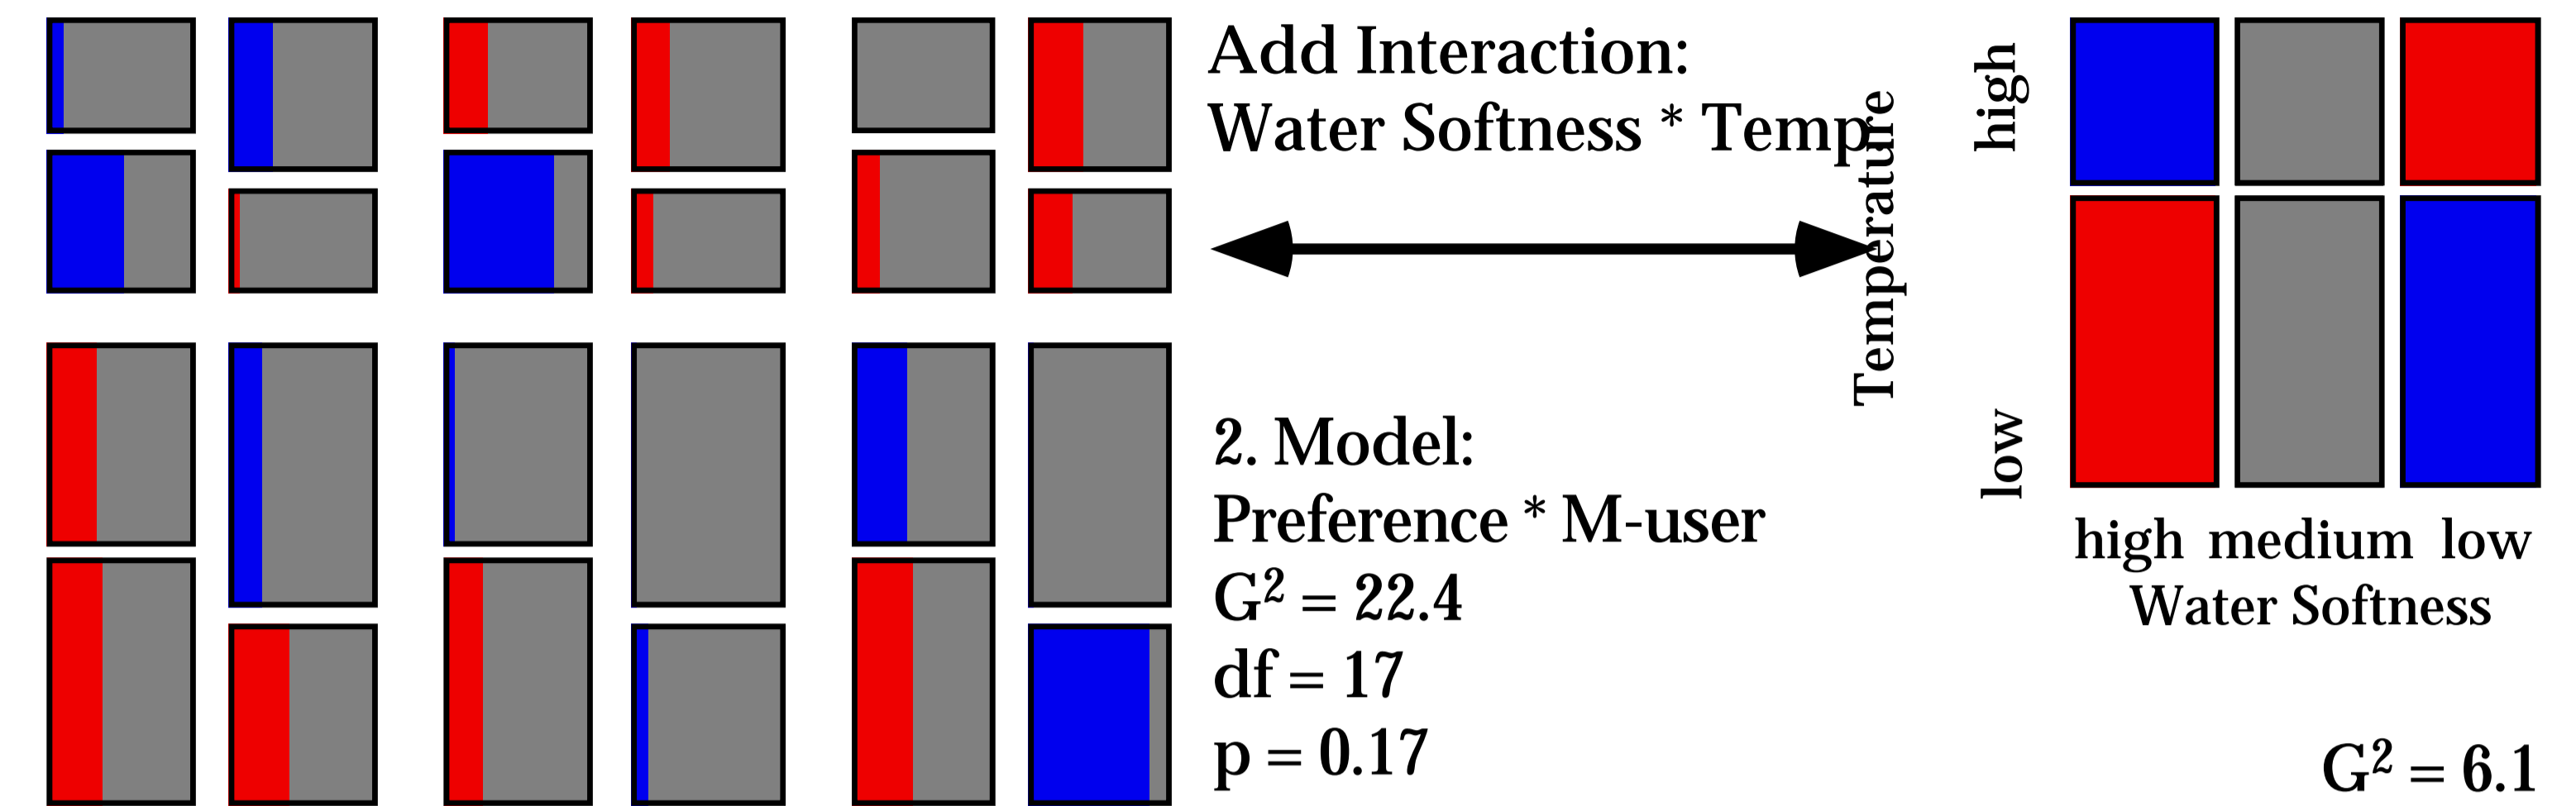 Add Interaction:
Water Softness * Temp
2. Model:
Preference * M-user
G² = 22.4
df = 17
p = 0.17
Temperature
high
low
high medium low
Water Softness
G² = 6.1